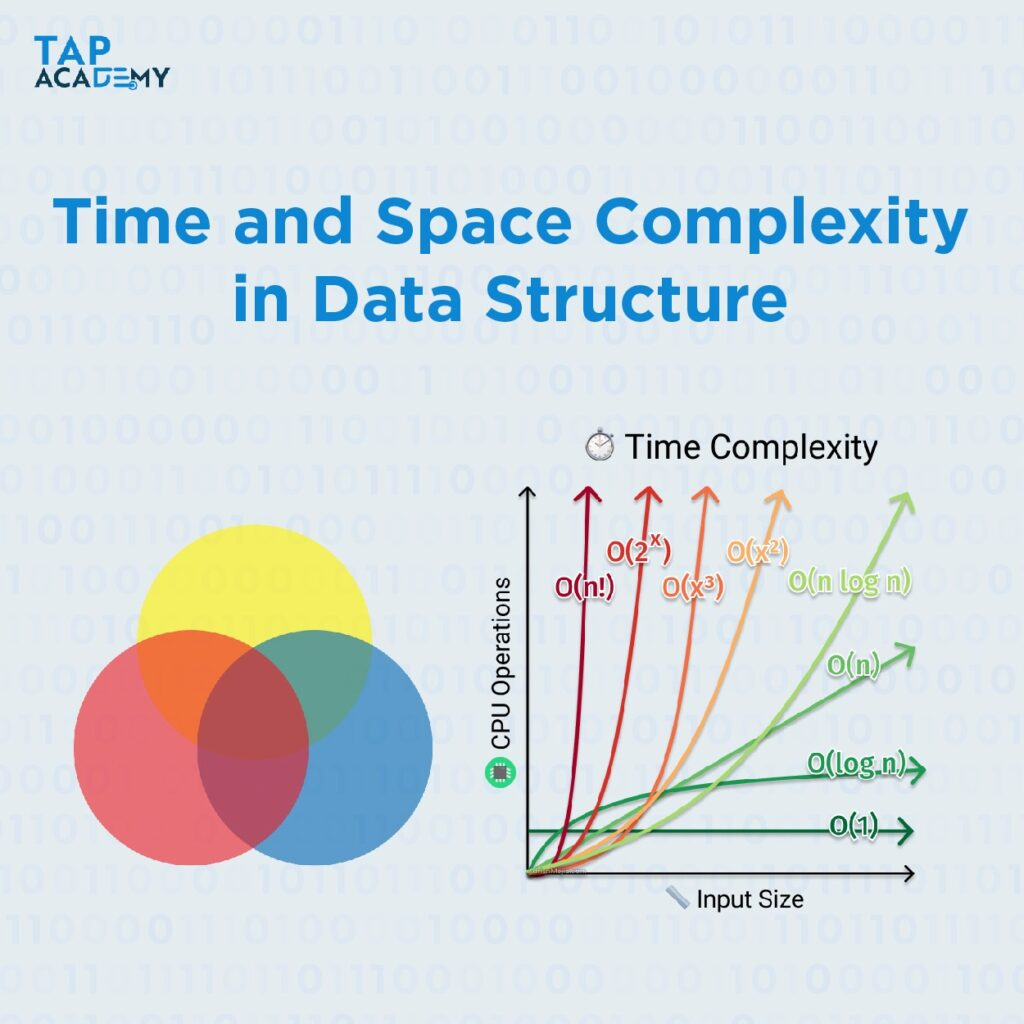 TAP
ACADEMY
Time and Space Complexity
in Data Structure
Time Complexity
O(n!)
O(2^x)
O(x³)
O(x²)
O(n log n)
O(n)
O(log n)
O(1)
CPU Operations
Input Size